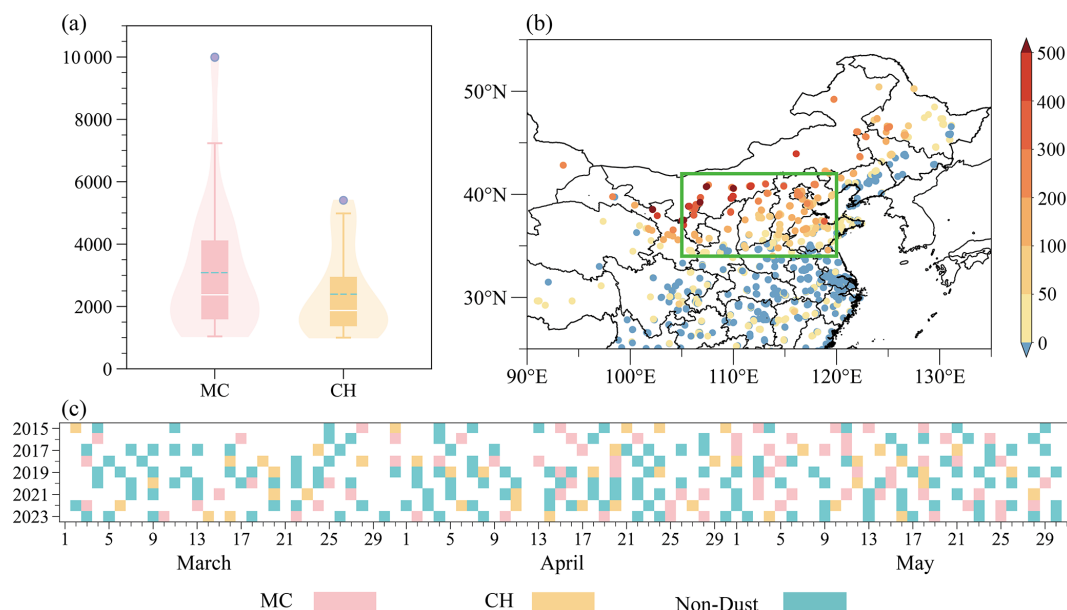 (a)
10 000
8000
6000
4000
2000
0
MC
CH
(b)
50°N
40°N
30°N
90°E
100°E
110°E
120°E
130°E
500
400
300
200
100
50
0
(c)
2015
2017
2019
2021
2023
1 5 9 13 17 21 25 29 1 5 9 13 17 21 25 29 1 5 9 13 17 21 25 29
March April May
MC CH Non-Dust